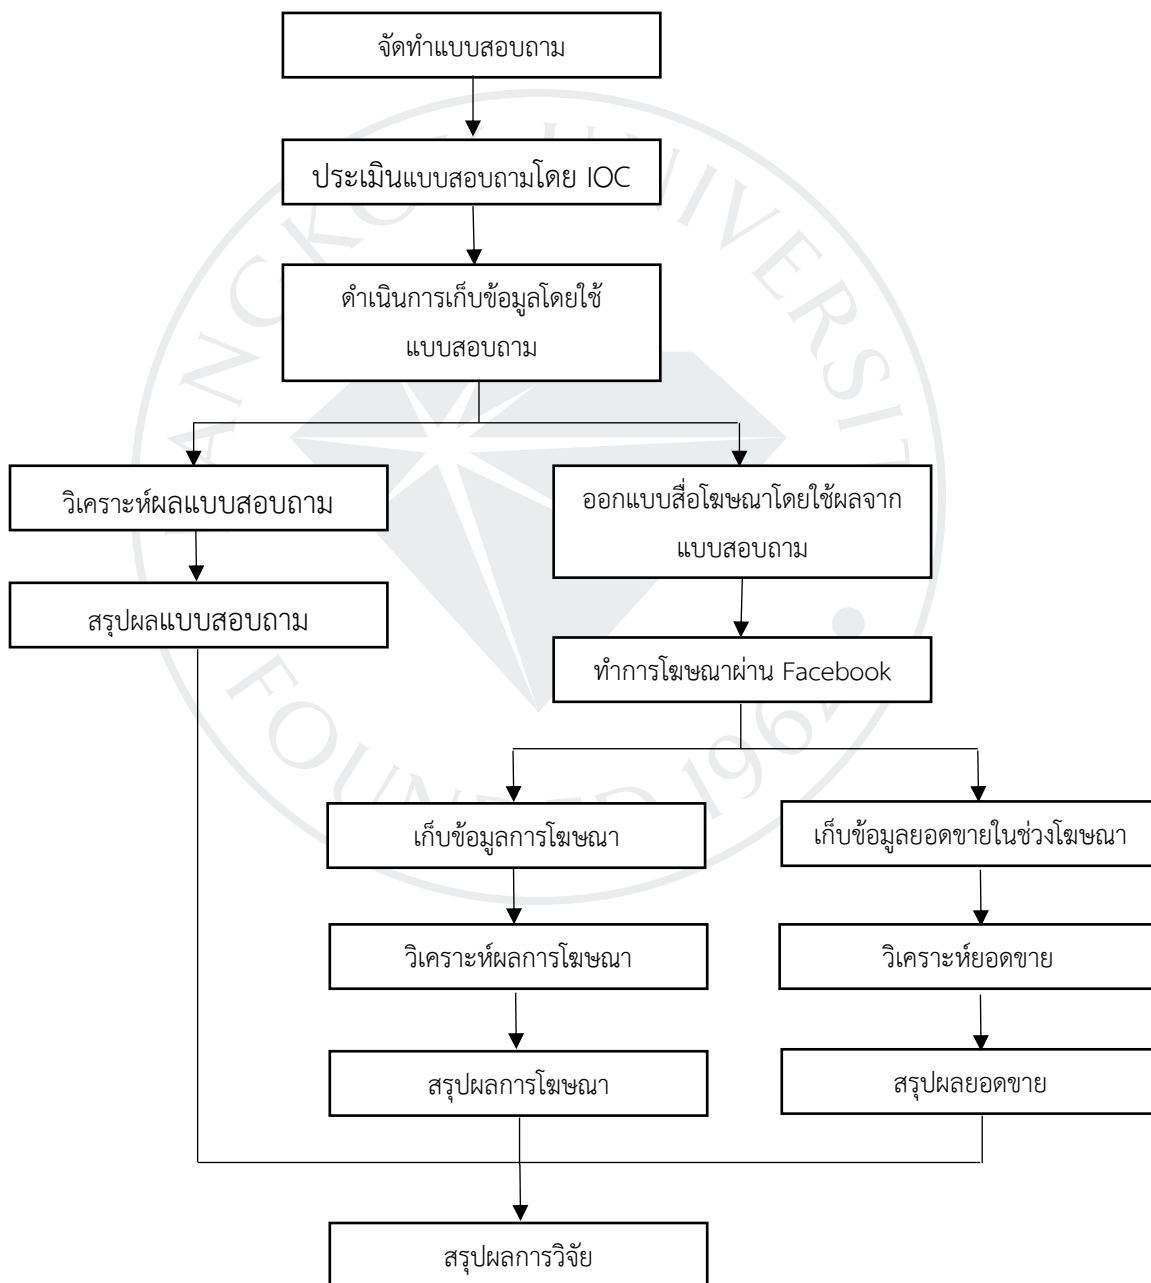 จัดทำแบบสอบถาม
ประเมินแบบสอบถามโดย IOC
ดำเนินการเก็บข้อมูลโดยใช้
แบบสอบถาม
วิเคราะห์ผลแบบสอบถาม
สรุปผลแบบสอบถาม
ออกแบบสื่อโฆษณาโดยใช้ผลจาก
แบบสอบถาม
ทำการโฆษณาผ่าน Facebook
เก็บข้อมูลการโฆษณา
เก็บข้อมูลยอดขายในช่วงโฆษณา
วิเคราะห์ผลการโฆษณา
วิเคราะห์ยอดขาย
สรุปผลการโฆษณา
สรุปผลยอดขาย
สรุปผลการวิจัย
FOUNDED 1962